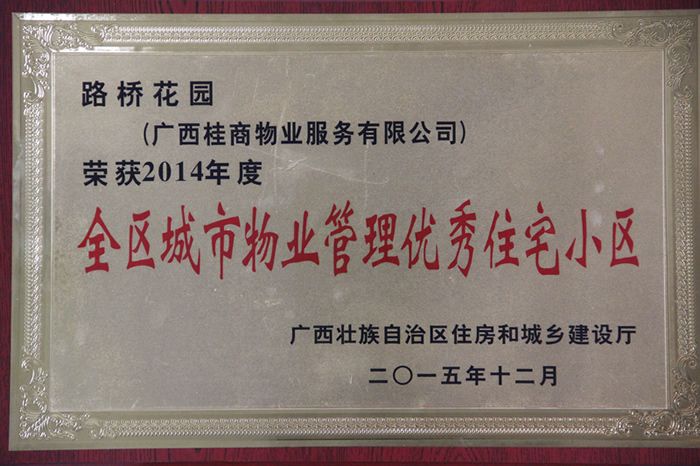 路桥花园
(广西桂商物业服务有限公司)
荣获2014年度
全区城市物业管理优秀住宅小区
广西壮族自治区住房和城乡建设厅
二〇一五年十二月